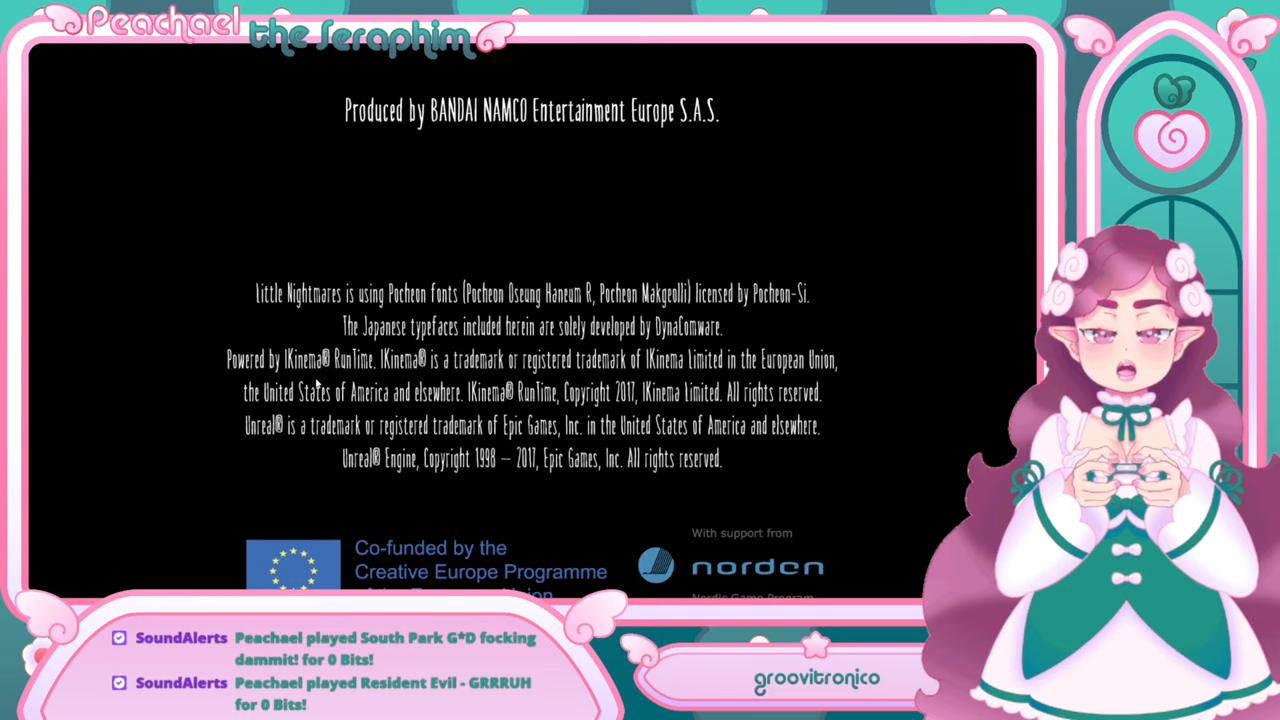 Peachael the Seraphim
Produced by BANDAI NAMCO Entertainment Europe S.A.S.
Little Nightmares is using Pocheon fonts (Pocheon Oseung Haneum R, Pocheon Makgeolli) licensed by Pocheon-Si.
The Japanese typefaces included herein are solely developed by DynaComware.
Powered by IKinema® RunTime. IKinema® is a trademark or registered trademark of IKinema Limited in the European Union,
the United States of America and elsewhere. IKinema® RunTime, Copyright 2017, IKinema Limited. All rights reserved.
Unreal® is a trademark or registered trademark of Epic Games, Inc. in the United States of America and elsewhere.
Unreal® Engine, Copyright 1998 – 2017, Epic Games, Inc. All rights reserved.
Co-funded by the
Creative Europe Programme
With support from
norden
SoundAlerts Peachael played South Park G*D focking
dammit! for 0 Bits!
SoundAlerts Peachael played Resident Evil - GRRRUH
for 0 Bits!
groovitronico